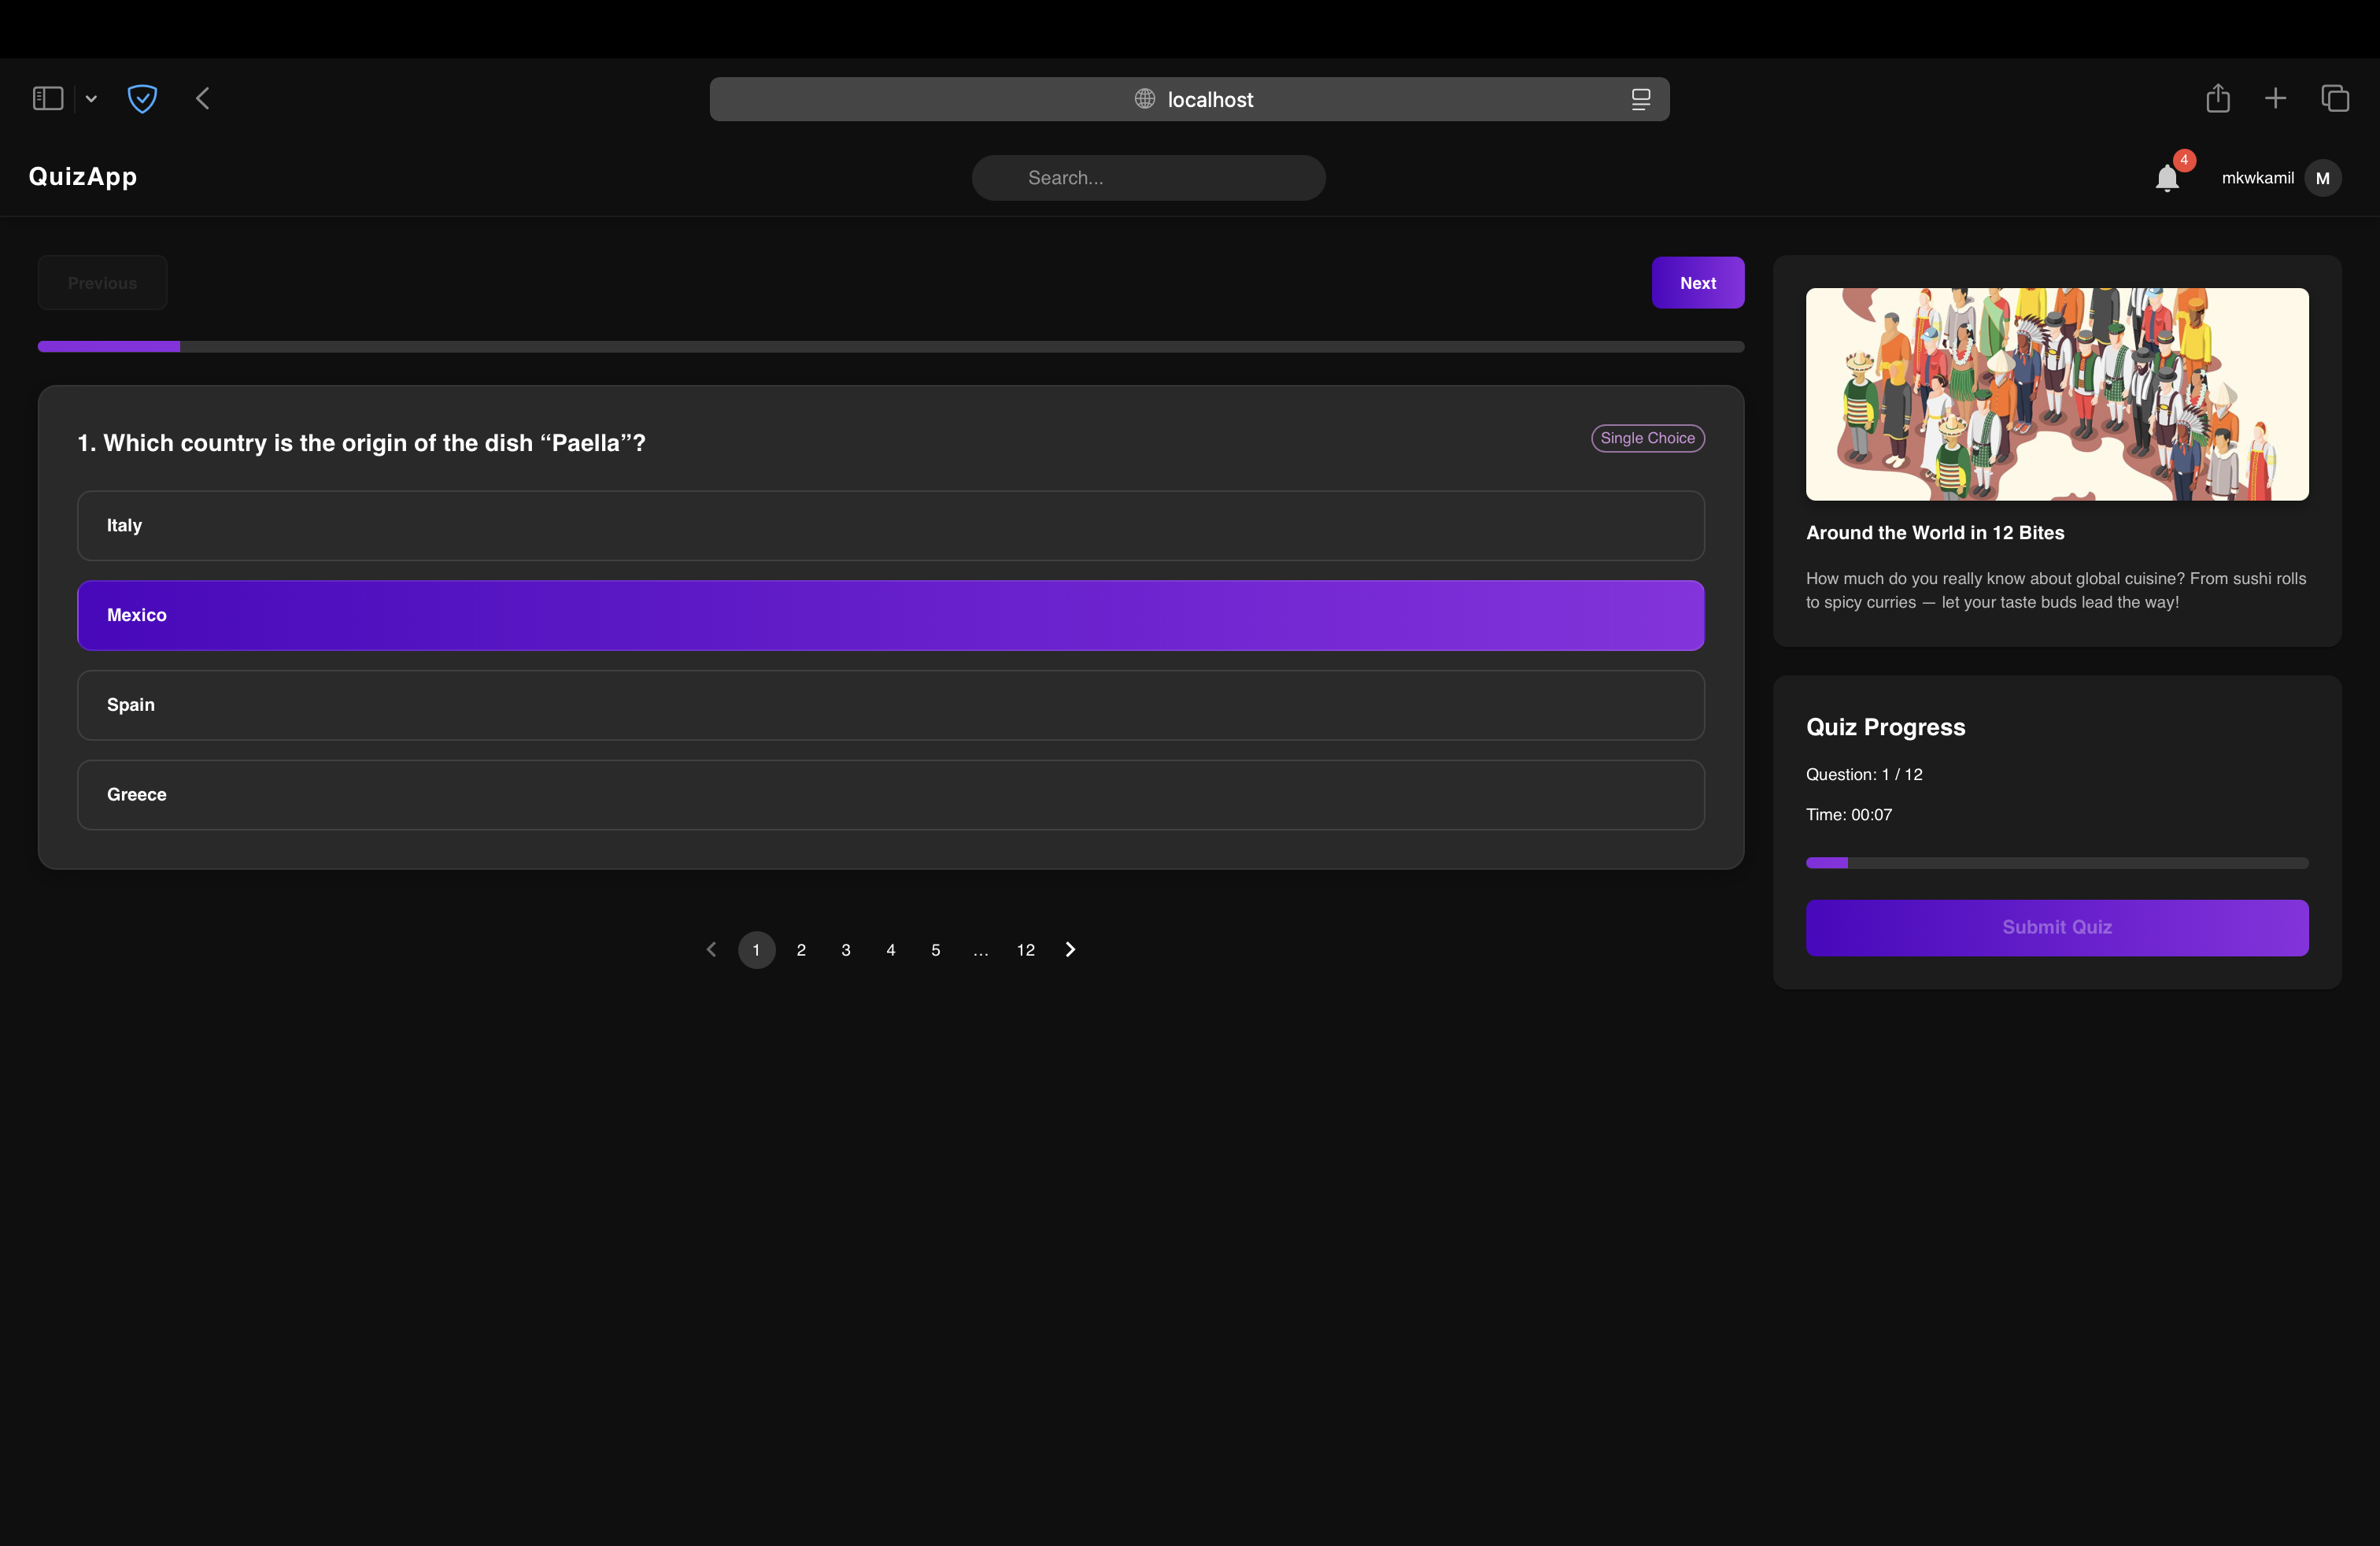 localhost
QuizApp
Search...
4
mkwkamil
M
Previous
Next
1. Which country is the origin of the dish “Paella”?
Single Choice
Italy
Mexico
Spain
Greece
1 2 3 4 5 ... 12
Around the World in 12 Bites
How much do you really know about global cuisine? From sushi rolls
to spicy curries — let your taste buds lead the way!
Quiz Progress
Question: 1 / 12
Time: 00:07
Submit Quiz